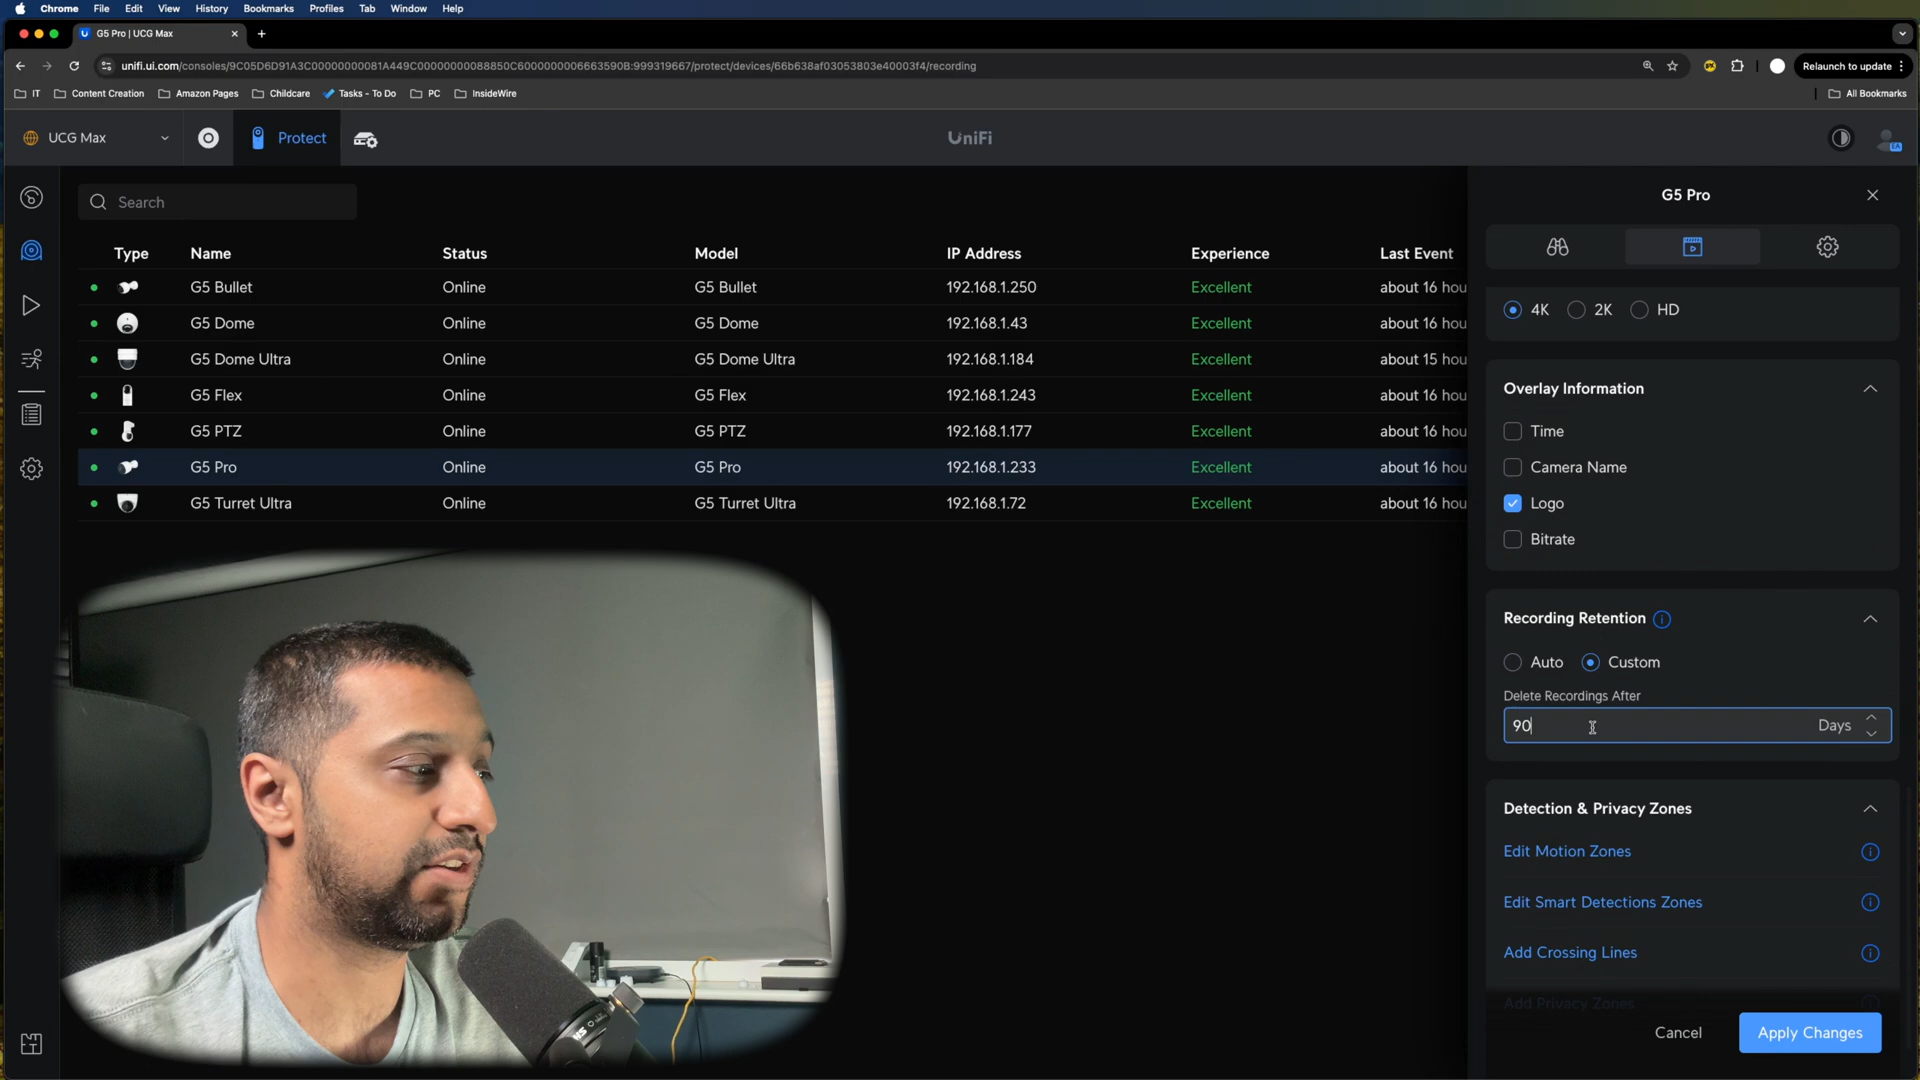 Chrome File Edit View History Bookmarks Profiles Tab Window Help
G5 Pro | UCG Max
unifi.ui.com/consoles/9C05D6D91A3C00000000081A449C000000000088850C6000000006663590B:999319667/protect/devices/66b638af03053803e40003f4/recording
Relaunch to update
IT Content Creation Amazon Pages Childcare Tasks - To Do PC InsideWire All Bookmarks
UCG Max Protect UniFi EA
Search
Type Name Status Model IP Address Experience Last Event
G5 Bullet Online G5 Bullet 192.168.1.250 Excellent about 16 hou
G5 Dome Online G5 Dome 192.168.1.43 Excellent about 16 hou
G5 Dome Ultra Online G5 Dome Ultra 192.168.1.184 Excellent about 15 hou
G5 Flex Online G5 Flex 192.168.1.243 Excellent about 16 hou
G5 PTZ Online G5 PTZ 192.168.1.177 Excellent about 16 hou
G5 Pro Online G5 Pro 192.168.1.233 Excellent about 16 hou
G5 Turret Ultra Online G5 Turret Ultra 192.168.1.72 Excellent about 16 hou
G5 Pro
4K 2K HD
Overlay Information
Time
Camera Name
Logo
Bitrate
Recording Retention
Auto Custom
Delete Recordings After
90 Days
Detection & Privacy Zones
Edit Motion Zones
Edit Smart Detections Zones
Add Crossing Lines
Add Privacy Zones
Cancel Apply Changes